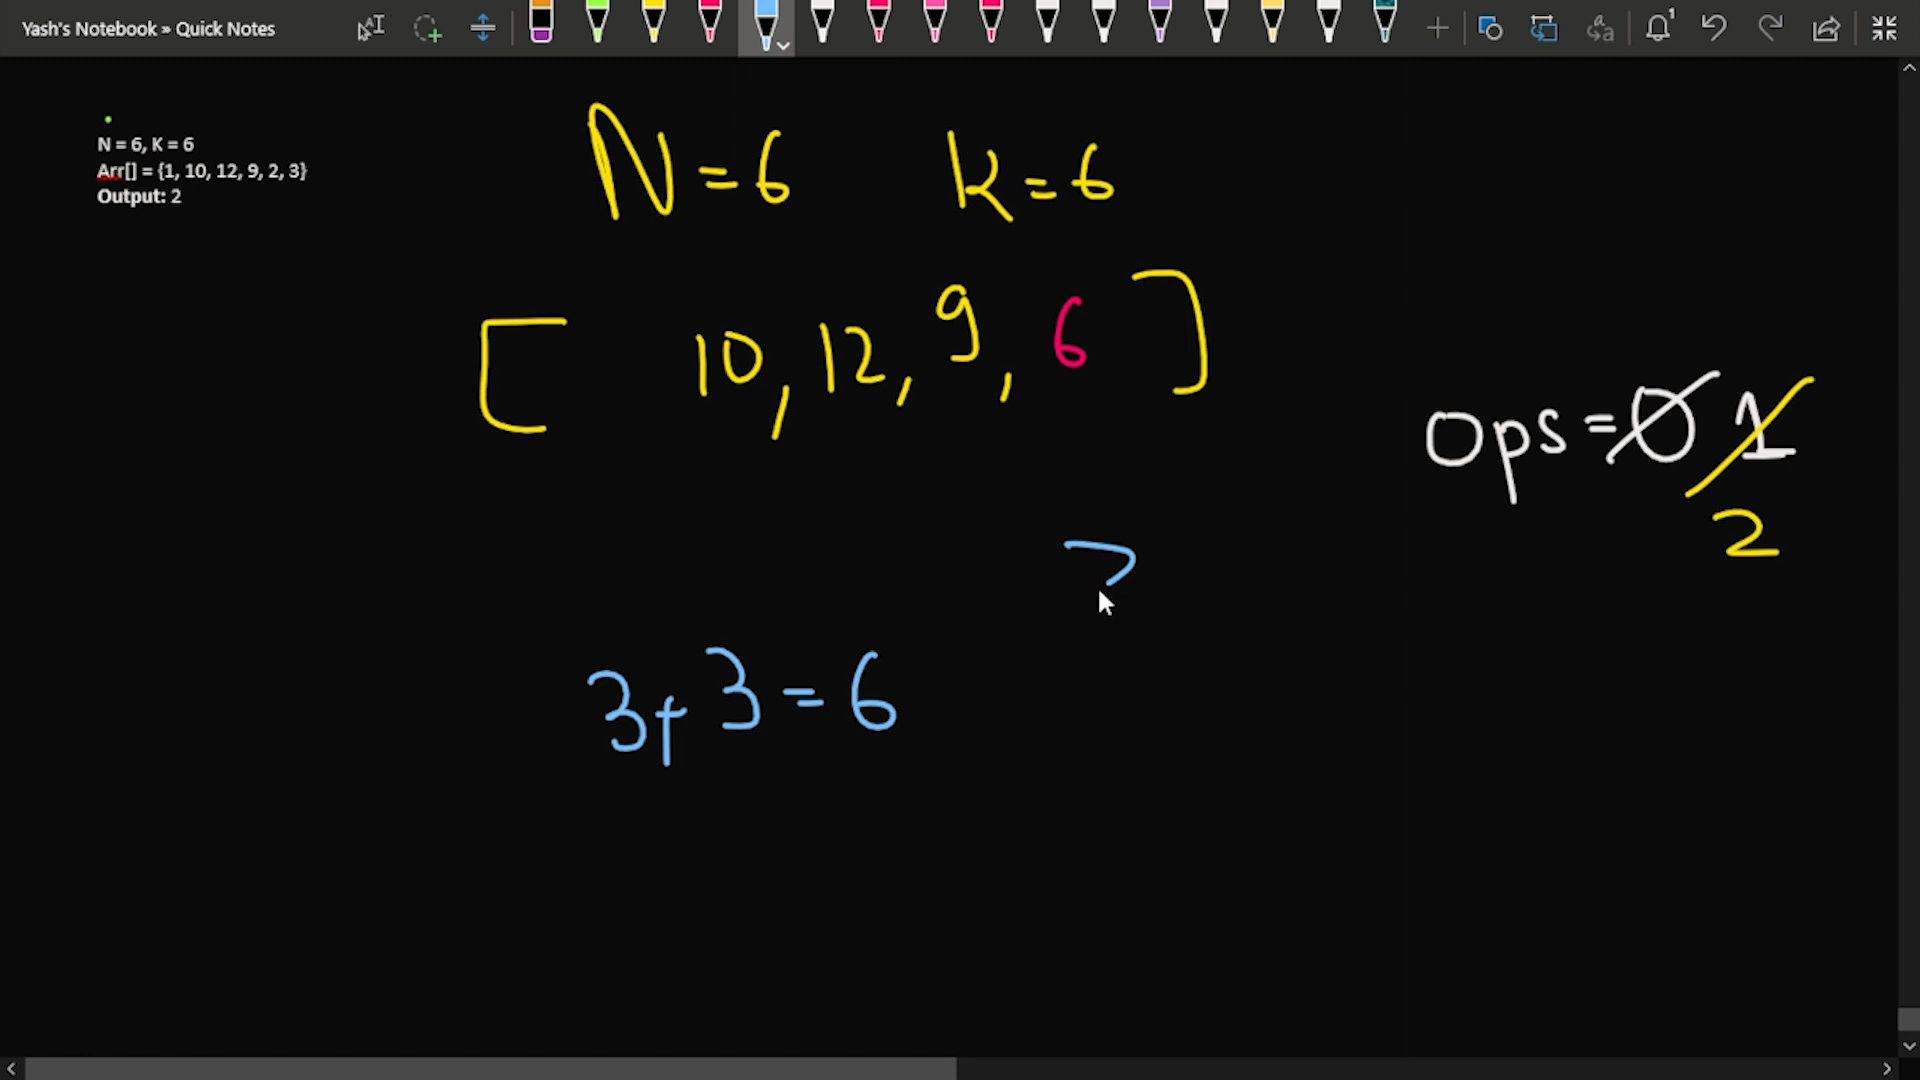 Yash's Notebook » Quick Notes
N = 6, K = 6
Arr[] = {1, 10, 12, 9, 2, 3}
Output: 2
N = 6 K = 6
[ 10, 12, 9, 6 ]
Ops = 0 1
2
3 + 3 = 6